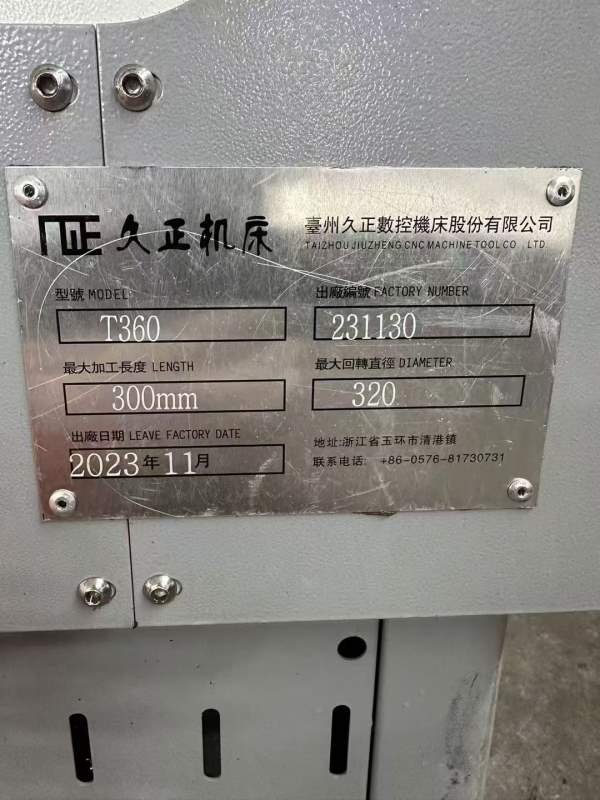 久正机床
臺州久正數控機床股份有限公司
TAIZHOU JIUZHENG CNC MACHINE TOOL CO LTD
型號 MODEL
T360
出廠編號 FACTORY NUMBER
231130
最大加工長度 LENGTH
300mm
最大回轉直徑 DIAMETER
320
出廠日期 LEAVE FACTORY DATE
2023年11月
地址:浙江省玉环市清港镇
联系电话: +86-0576-81730731